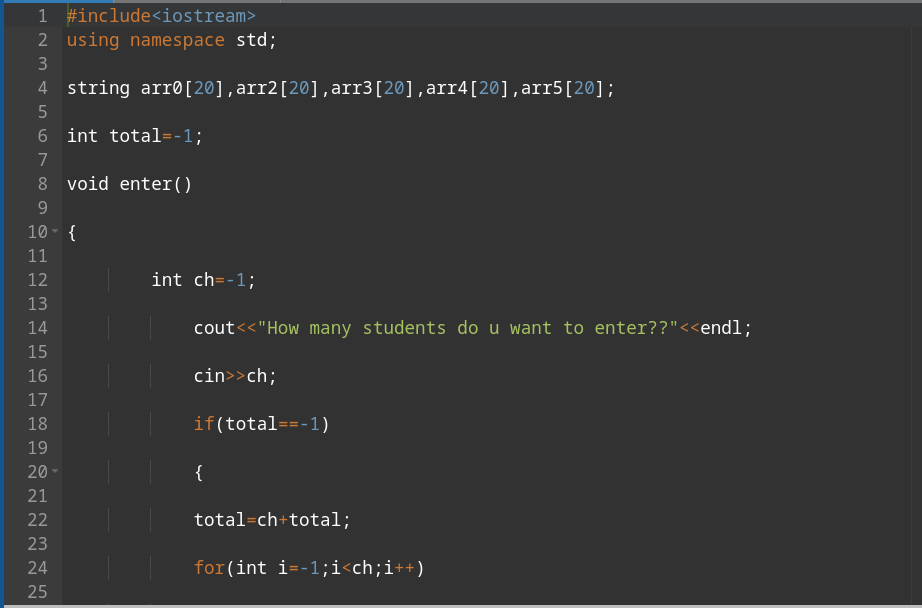 1 #include<iostream>
2 using namespace std;
3
4 string arr0[20],arr2[20],arr3[20],arr4[20],arr5[20];
5
6 int total=-1;
7
8 void enter()
9
10 {
11
12 int ch=-1;
13
14 cout<<"How many students do u want to enter??"<<endl;
15
16 cin>>ch;
17
18 if(total==-1)
19
20 {
21
22 total=ch+total;
23
24 for(int i=-1;i<ch;i++)
25